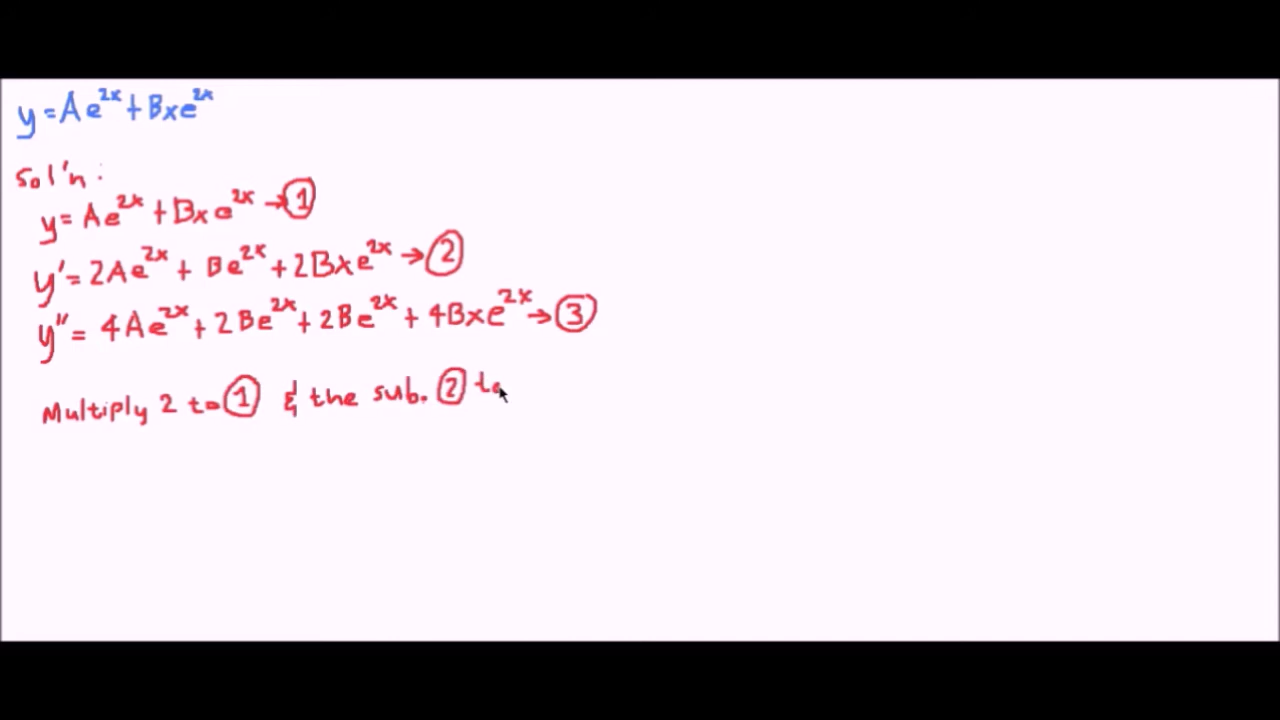 y = Ae^{2x} + Bxe^{2x}
Sol'n :
y = Ae^{2x} + Bxe^{2x} → ①
y' = 2Ae^{2x} + Be^{2x} + 2Bxe^{2x} → ②
y'' = 4Ae^{2x} + 2Be^{2x} + 2Be^{2x} + 4Bxe^{2x} → ③
Multiply 2 to ① & the sub. ② to